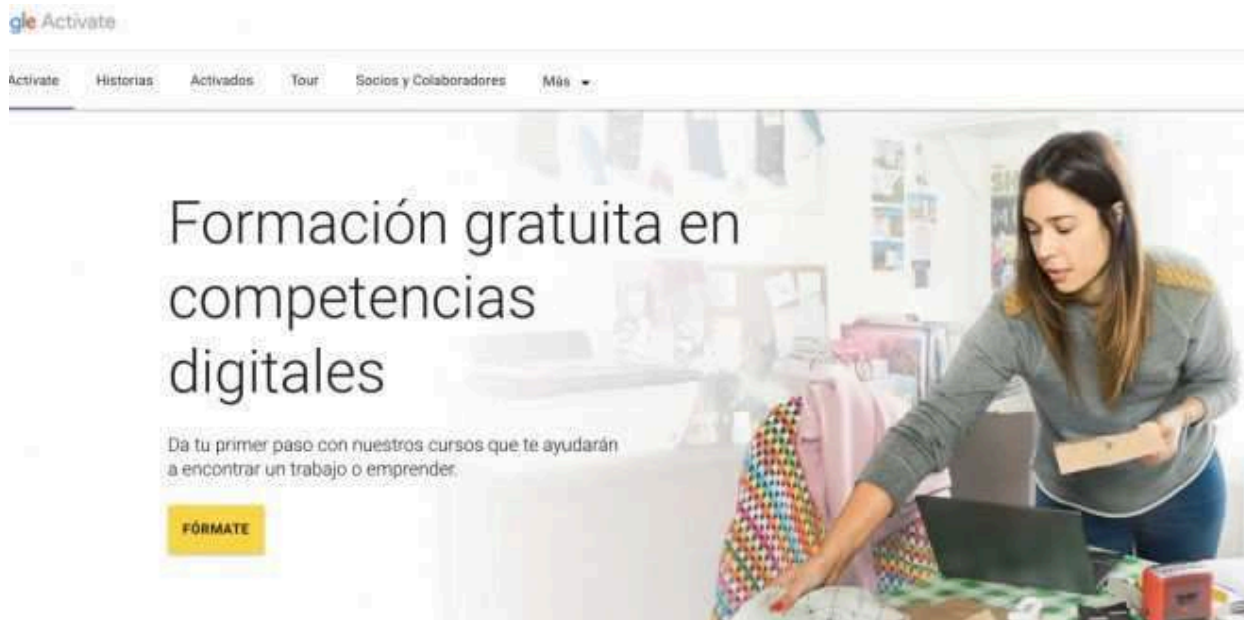 gle Activate
Activate Historias Activados Tour Socios y Colaboradores Más
Formación gratuita en
competencias
digitales
Da tu primer paso con nuestros cursos que te ayudarán
a encontrar un trabajo o emprender.
FÓRMATE